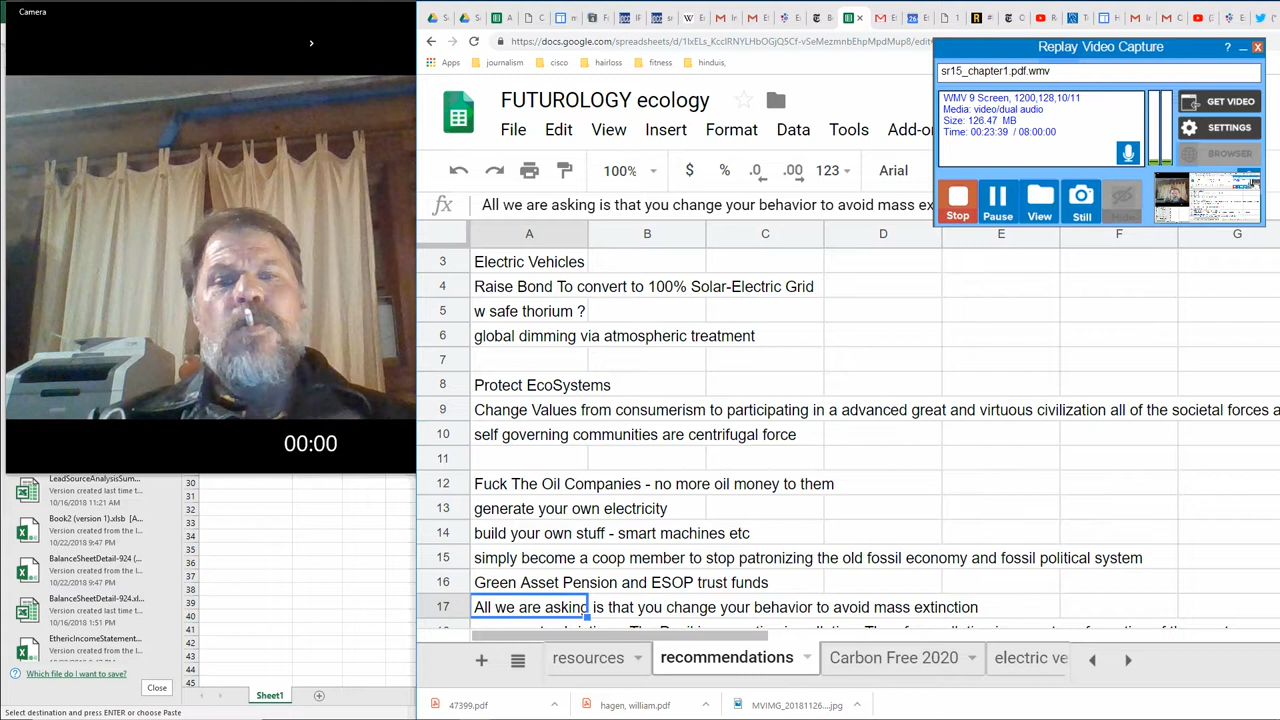 Camera
00:00
LeadSourceAnalysisSum...
Version created last time t...
10/16/2018 11:21 AM
Book2 (version 1).xlsb [A...
Version created from the l...
10/22/2018 9:47 PM
BalanceSheetDetail-924 (...
Version created from the l...
10/22/2018 9:47 PM
BalanceSheetDetail-924.xl...
Version created last time t...
10/16/2018 1:51 PM
EthericIncomeStatement...
Version created from the l...
Which file do I want to save?
Close
30
31
32
33
34
35
36
37
38
39
40
41
42
43
44
45
Sheet1
Select destination and press ENTER or choose Paste
Apps
journalism
cisco
hairloss
fitness
hinduis,
Replay Video Capture
sr15_chapter1.pdf.wmv
WMV 9 Screen, 1200,128,10/11
Media: video/dual audio
Size: 126.47 MB
Time: 00:23:39 / 08:00:00
GET VIDEO
SETTINGS
BROWSER
Stop
Pause
View
Still
Hide
FUTUROLOGY ecology
File Edit View Insert Format Data Tools Add-o
100% $ % .0 .00 123 Arial
fx All we are asking is that you change your behavior to avoid mass ex
A B C D E F G
3 Electric Vehicles
4 Raise Bond To convert to 100% Solar-Electric Grid
5 w safe thorium ?
6 global dimming via atmospheric treatment
7
8 Protect EcoSystems
9 Change Values from consumerism to participating in a advanced great and virtuous civilization all of the societal forces a
10 self governing communities are centrifugal force
11
12 Fuck The Oil Companies - no more oil money to them
13 generate your own electricity
14 build your own stuff - smart machines etc
15 simply become a coop member to stop patronizing the old fossil economy and fossil political system
16 Green Asset Pension and ESOP trust funds
17 All we are asking is that you change your behavior to avoid mass extinction
resources
recommendations
Carbon Free 2020
electric ve
47399.pdf
hagen, william.pdf
MVIMG_20181126....jpg